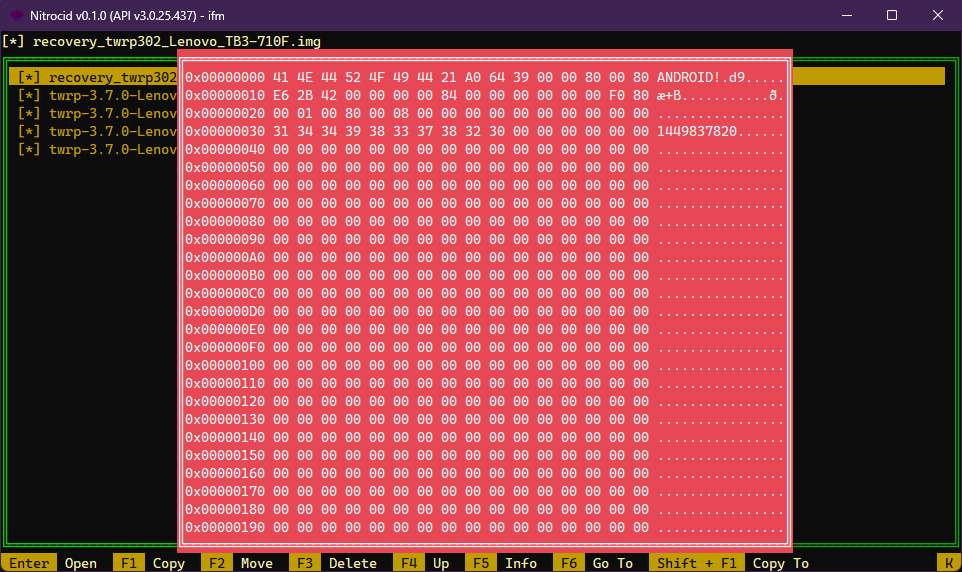 Nitrocid v0.1.0 (API v3.0.25.437) - ifm
[*] recovery_twrp302_Lenovo_TB3-710F.img
[*] recovery_twrp302
[*] twrp-3.7.0-Lenov
[*] twrp-3.7.0-Lenov
[*] twrp-3.7.0-Lenov
[*] twrp-3.7.0-Lenov
0x00000000 41 4E 44 52 4F 49 44 21 A0 64 39 00 00 80 00 80 ANDROID!.d9.....
0x00000010 E6 2B 42 00 00 00 00 84 00 00 00 00 00 00 F0 80 æ+B...........ð.
0x00000020 00 01 00 80 00 08 00 00 00 00 00 00 00 00 00 00 ................
0x00000030 31 34 34 39 38 33 37 38 32 30 00 00 00 00 00 00 1449837820......
0x00000040 00 00 00 00 00 00 00 00 00 00 00 00 00 00 00 00 ................
0x00000050 00 00 00 00 00 00 00 00 00 00 00 00 00 00 00 00 ................
0x00000060 00 00 00 00 00 00 00 00 00 00 00 00 00 00 00 00 ................
0x00000070 00 00 00 00 00 00 00 00 00 00 00 00 00 00 00 00 ................
0x00000080 00 00 00 00 00 00 00 00 00 00 00 00 00 00 00 00 ................
0x00000090 00 00 00 00 00 00 00 00 00 00 00 00 00 00 00 00 ................
0x000000A0 00 00 00 00 00 00 00 00 00 00 00 00 00 00 00 00 ................
0x000000B0 00 00 00 00 00 00 00 00 00 00 00 00 00 00 00 00 ................
0x000000C0 00 00 00 00 00 00 00 00 00 00 00 00 00 00 00 00 ................
0x000000D0 00 00 00 00 00 00 00 00 00 00 00 00 00 00 00 00 ................
0x000000E0 00 00 00 00 00 00 00 00 00 00 00 00 00 00 00 00 ................
0x000000F0 00 00 00 00 00 00 00 00 00 00 00 00 00 00 00 00 ................
0x00000100 00 00 00 00 00 00 00 00 00 00 00 00 00 00 00 00 ................
0x00000110 00 00 00 00 00 00 00 00 00 00 00 00 00 00 00 00 ................
0x00000120 00 00 00 00 00 00 00 00 00 00 00 00 00 00 00 00 ................
0x00000130 00 00 00 00 00 00 00 00 00 00 00 00 00 00 00 00 ................
0x00000140 00 00 00 00 00 00 00 00 00 00 00 00 00 00 00 00 ................
0x00000150 00 00 00 00 00 00 00 00 00 00 00 00 00 00 00 00 ................
0x00000160 00 00 00 00 00 00 00 00 00 00 00 00 00 00 00 00 ................
0x00000170 00 00 00 00 00 00 00 00 00 00 00 00 00 00 00 00 ................
0x00000180 00 00 00 00 00 00 00 00 00 00 00 00 00 00 00 00 ................
0x00000190 00 00 00 00 00 00 00 00 00 00 00 00 00 00 00 00 ................
Enter Open F1 Copy F2 Move F3 Delete F4 Up F5 Info F6 Go To Shift + F1 Copy To K